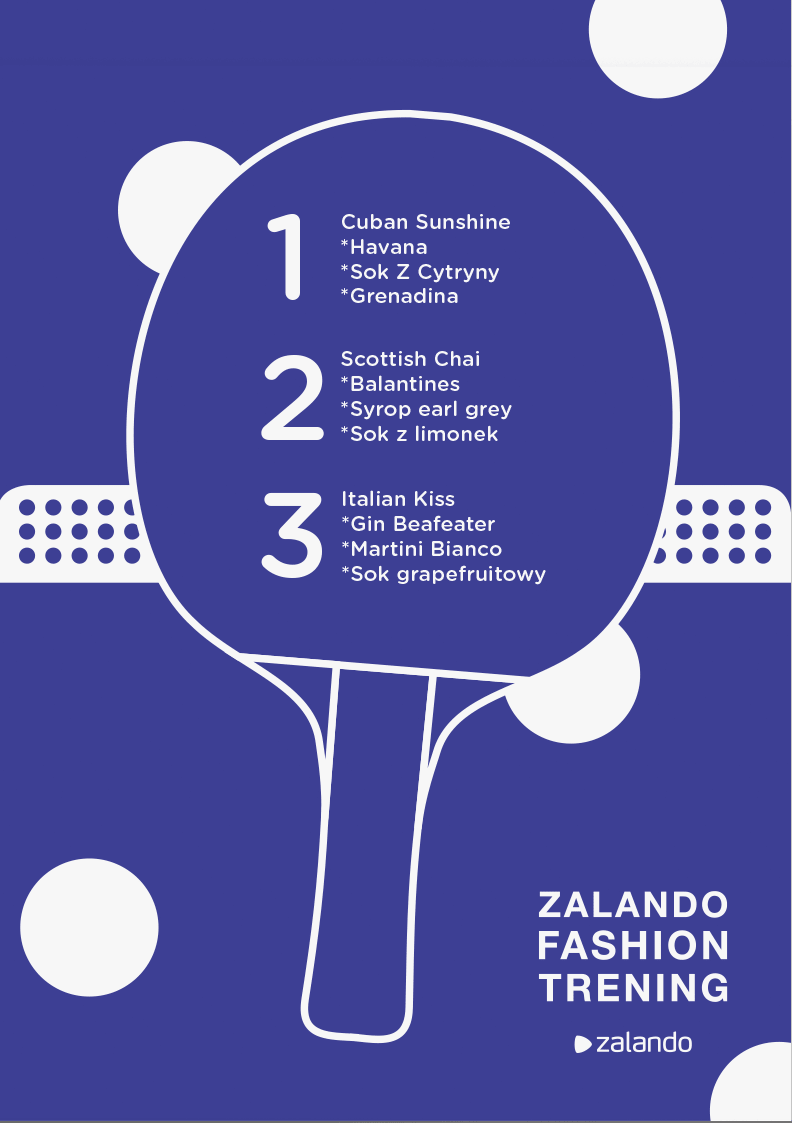 1
Cuban Sunshine
*Havana
*Sok Z Cytryny
*Grenadina
2
Scottish Chai
*Balantines
*Syrop earl grey
*Sok z limonek
3
Italian Kiss
*Gin Beafeater
*Martini Bianco
*Sok grapefruitowy
ZALANDO
FASHION
TRENING
zalando